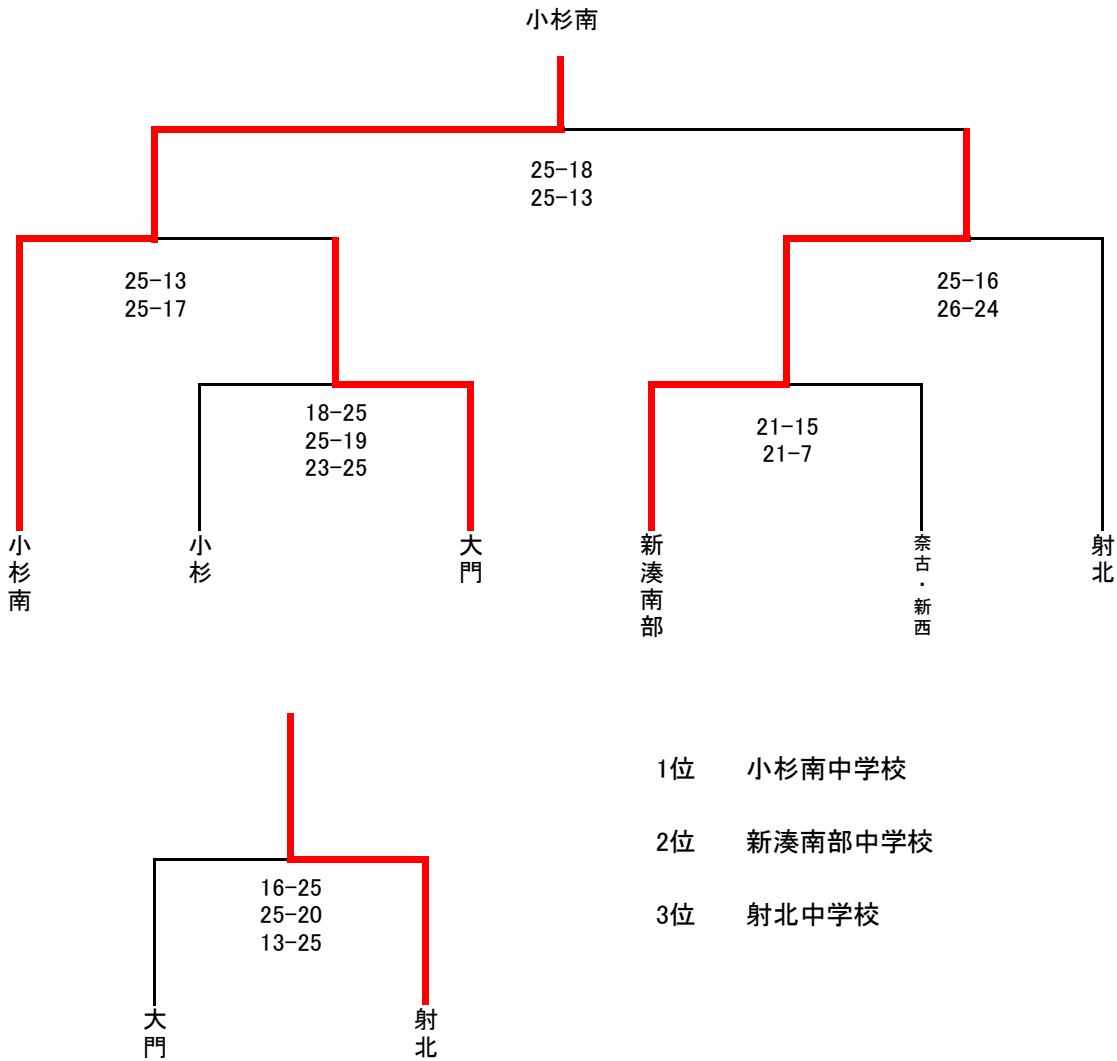 小杉南
25-18
25-13
25-13
25-17
25-16
26-24
18-25
25-19
23-25
21-15
21-7
小杉南
小杉
大門
新湊南部
奈古・新西
射北
1位 小杉南中学校
2位 新湊南部中学校
3位 射北中学校
16-25
25-20
13-25
大門
射北